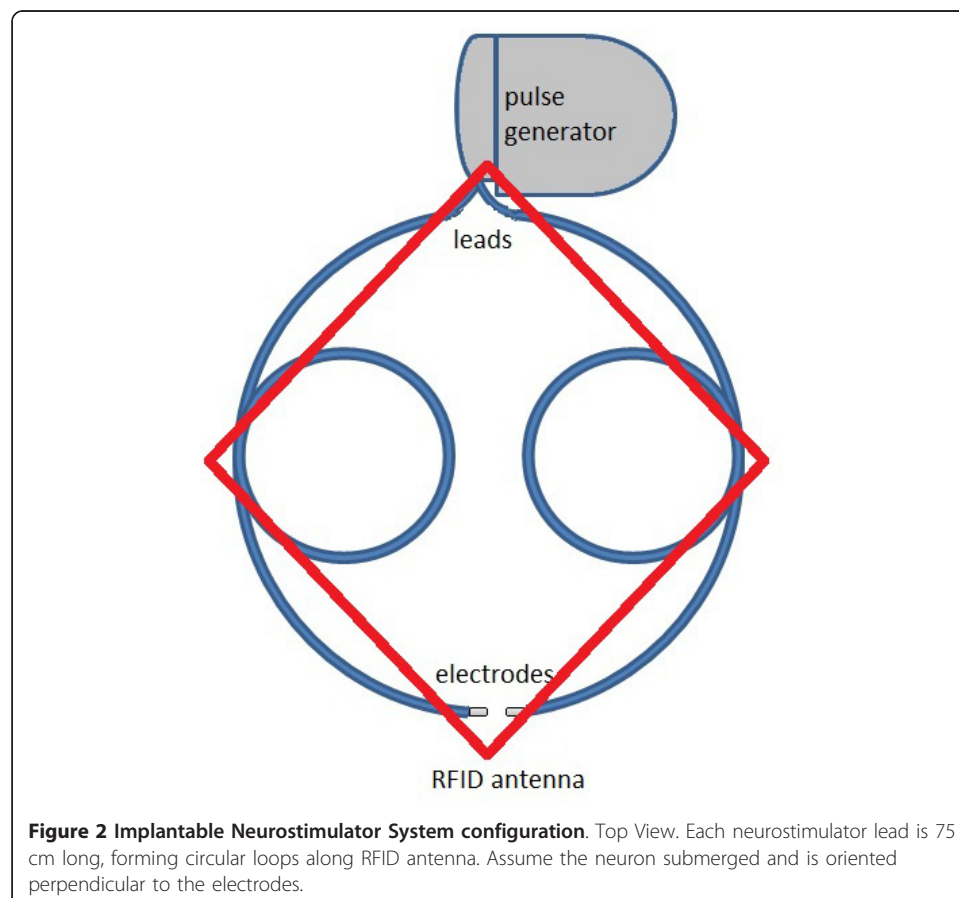 pulse
generator
leads
electrodes
RFID antenna
Figure 2 Implantable Neurostimulator System configuration. Top View. Each neurostimulator lead is 75
cm long, forming circular loops along RFID antenna. Assume the neuron submerged and is oriented
perpendicular to the electrodes.